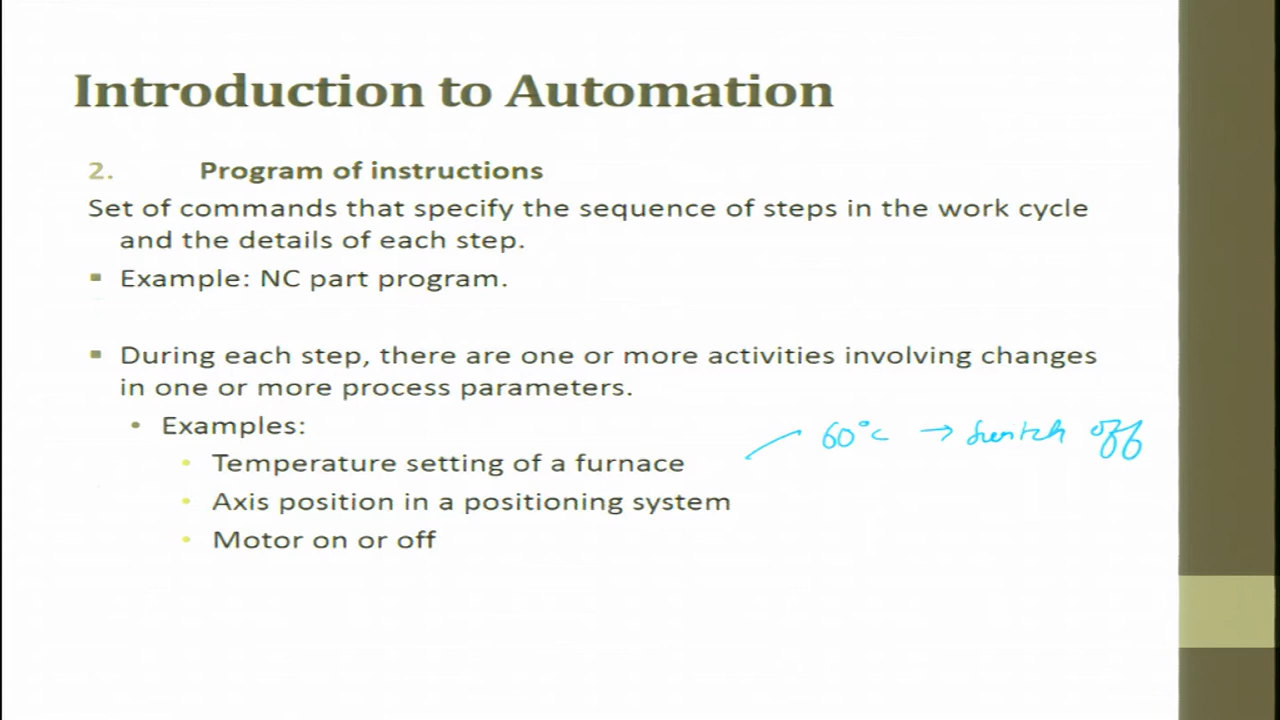 Introduction to Automation
2. Program of instructions
Set of commands that specify the sequence of steps in the work cycle
and the details of each step.
Example: NC part program.
During each step, there are one or more activities involving changes
in one or more process parameters.
Examples:
60°c → switch off
Temperature setting of a furnace
Axis position in a positioning system
Motor on or off